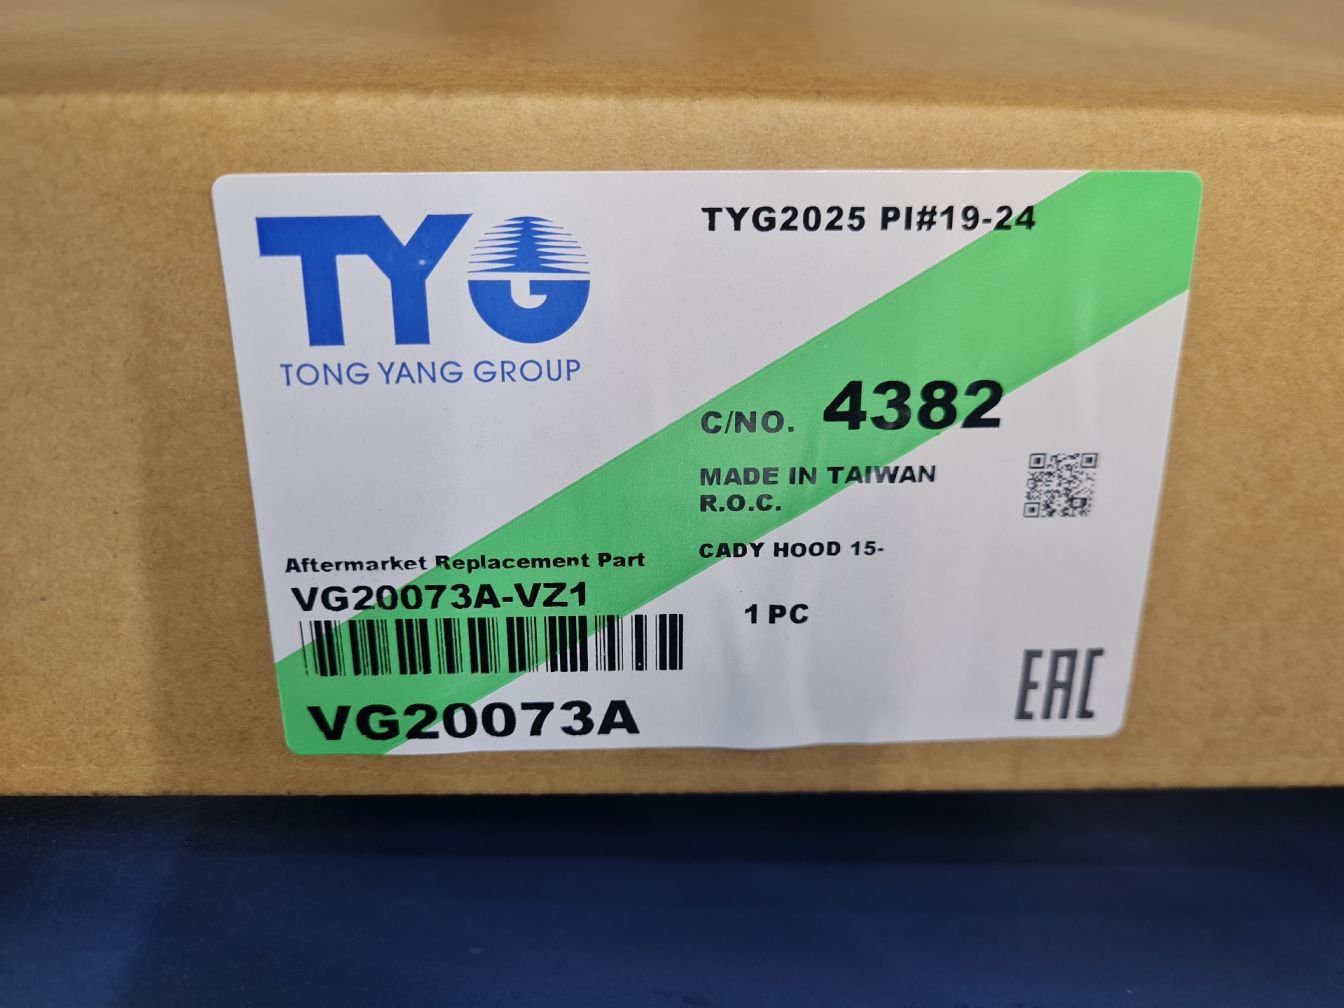 TYG
TONG YANG GROUP
TYG2025 PI#19-24
C/NO. 4382
MADE IN TAIWAN
R.O.C.
CADY HOOD 15-
1 PC
Aftermarket Replacement Part
VG20073A-VZ1
VG20073A
EAC